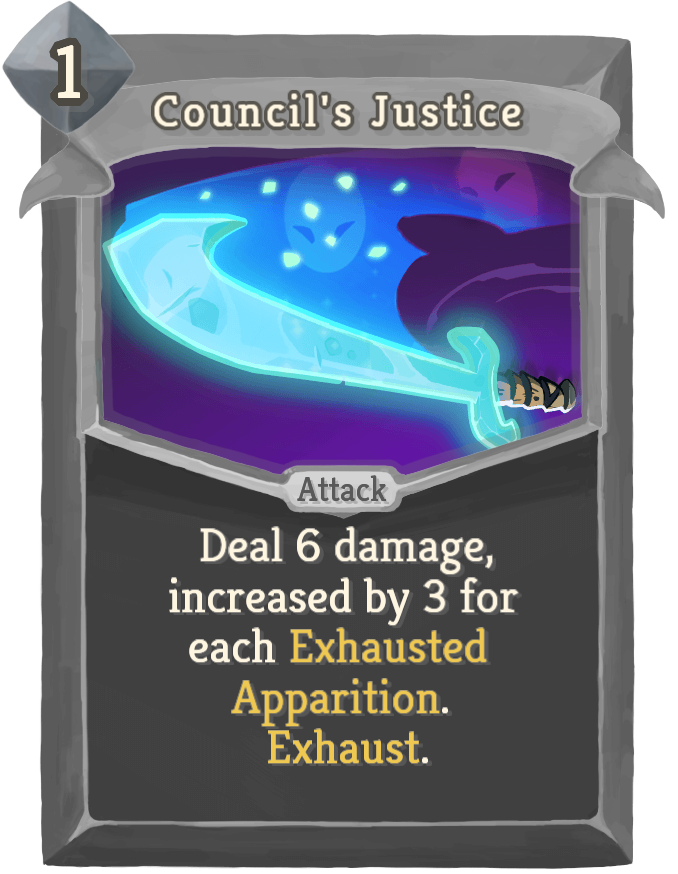 1
Council's Justice
Attack
Deal 6 damage,
increased by 3 for
each Exhausted
Apparition.
Exhaust.